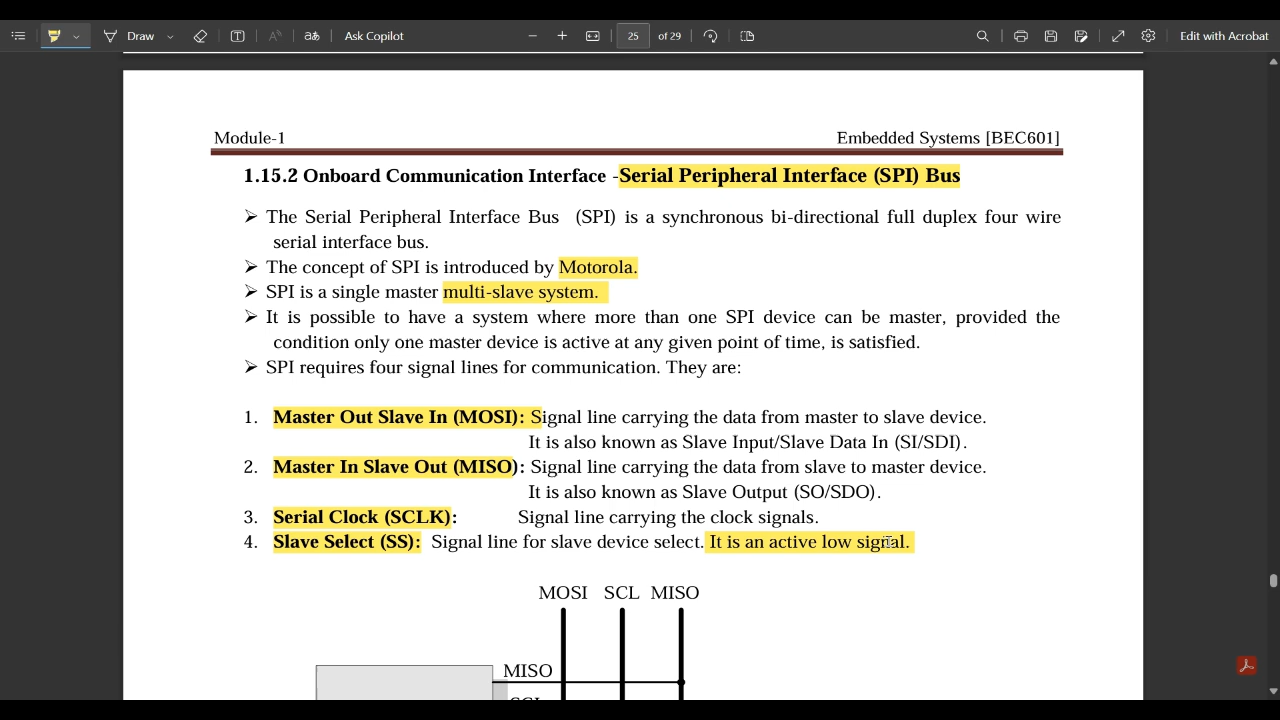 Draw
Ask Copilot
25 of 29
Edit with Acrobat
Module-1 Embedded Systems [BEC601]
1.15.2 Onboard Communication Interface -Serial Peripheral Interface (SPI) Bus
➢ The Serial Peripheral Interface Bus (SPI) is a synchronous bi-directional full duplex four wire
serial interface bus.
➢ The concept of SPI is introduced by Motorola.
➢ SPI is a single master multi-slave system.
➢ It is possible to have a system where more than one SPI device can be master, provided the
condition only one master device is active at any given point of time, is satisfied.
➢ SPI requires four signal lines for communication. They are:
1. Master Out Slave In (MOSI): Signal line carrying the data from master to slave device.
It is also known as Slave Input/Slave Data In (SI/SDI).
2. Master In Slave Out (MISO): Signal line carrying the data from slave to master device.
It is also known as Slave Output (SO/SDO).
3. Serial Clock (SCLK): Signal line carrying the clock signals.
4. Slave Select (SS): Signal line for slave device select. It is an active low signal.
MOSI SCL MISO
MISO